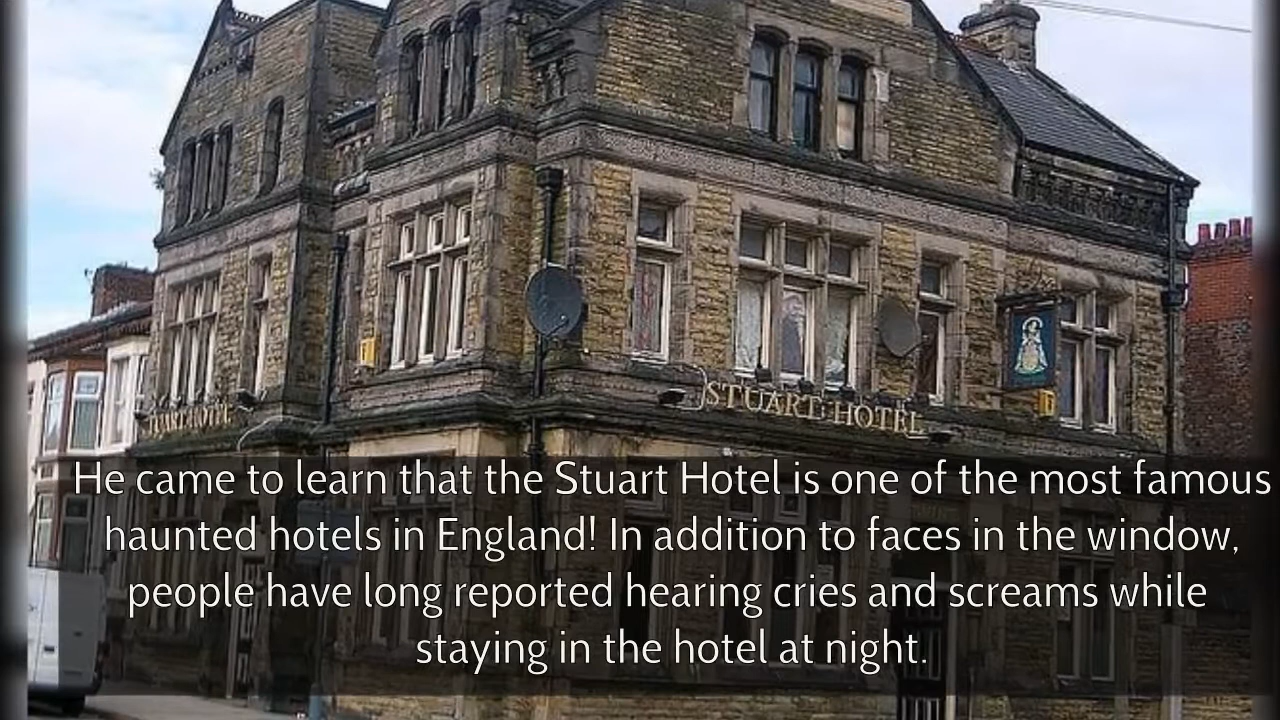 STUART HOTEL
STUART HOTEL
He came to learn that the Stuart Hotel is one of the most famous
haunted hotels in England! In addition to faces in the window,
people have long reported hearing cries and screams while
staying in the hotel at night.